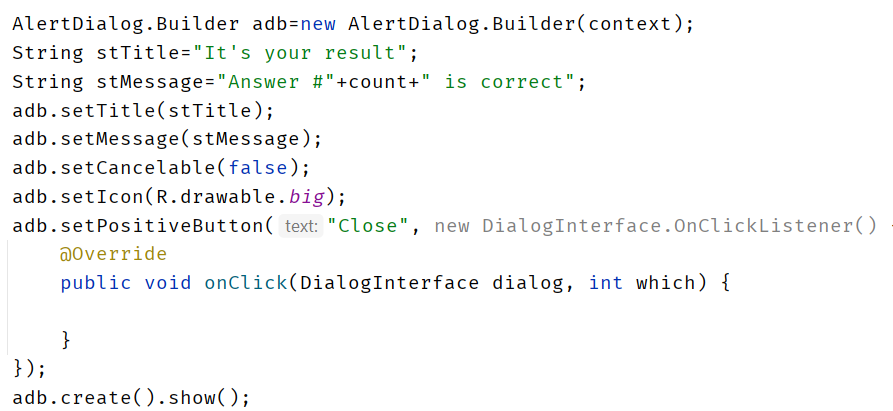 AlertDialog.Builder adb=new AlertDialog.Builder(context);
String stTitle="It's your result";
String stMessage="Answer #"+count+" is correct";
adb.setTitle(stTitle);
adb.setMessage(stMessage);
adb.setCancelable(false);
adb.setIcon(R.drawable.big);
adb.setPositiveButton( text: "Close", new DialogInterface.OnClickListener()
@Override
public void onClick(DialogInterface dialog, int which) {
}
});
adb.create().show();